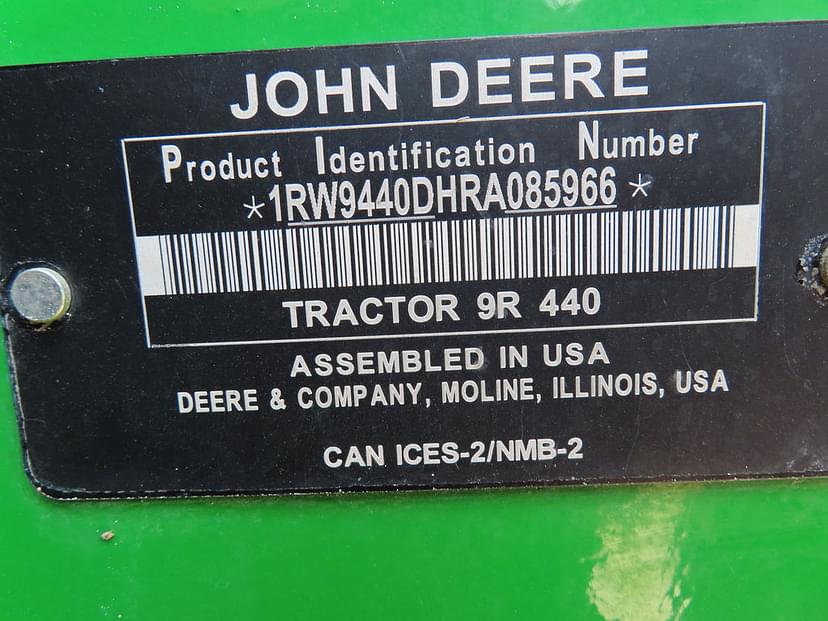 JOHN DEERE
Product Identification Number
*1RW9440DHRA085966*
TRACTOR 9R 440
ASSEMBLED IN USA
DEERE & COMPANY, MOLINE, ILLINOIS, USA
CAN ICES-2/NMB-2